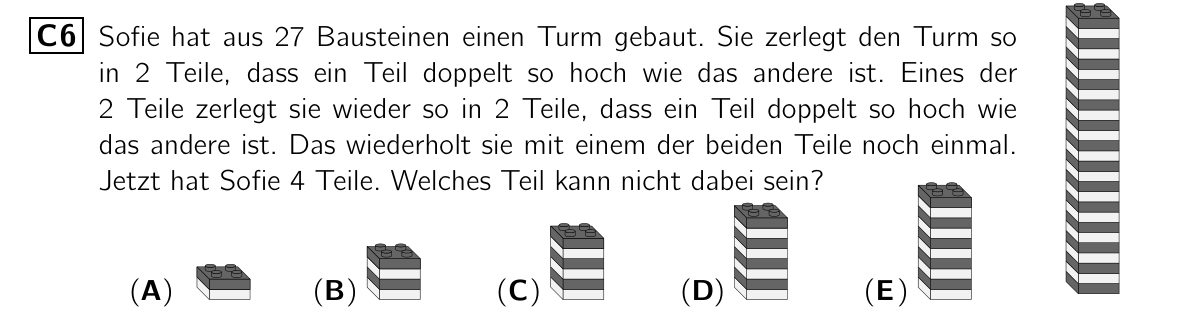 C6 Sofie hat aus 27 Bausteinen einen Turm gebaut. Sie zerlegt den Turm so
in 2 Teile, dass ein Teil doppelt so hoch wie das andere ist. Eines der
2 Teile zerlegt sie wieder so in 2 Teile, dass ein Teil doppelt so hoch wie
das andere ist. Das wiederholt sie mit einem der beiden Teile noch einmal.
Jetzt hat Sofie 4 Teile. Welches Teil kann nicht dabei sein?
(A) (B) (C) (D) (E)